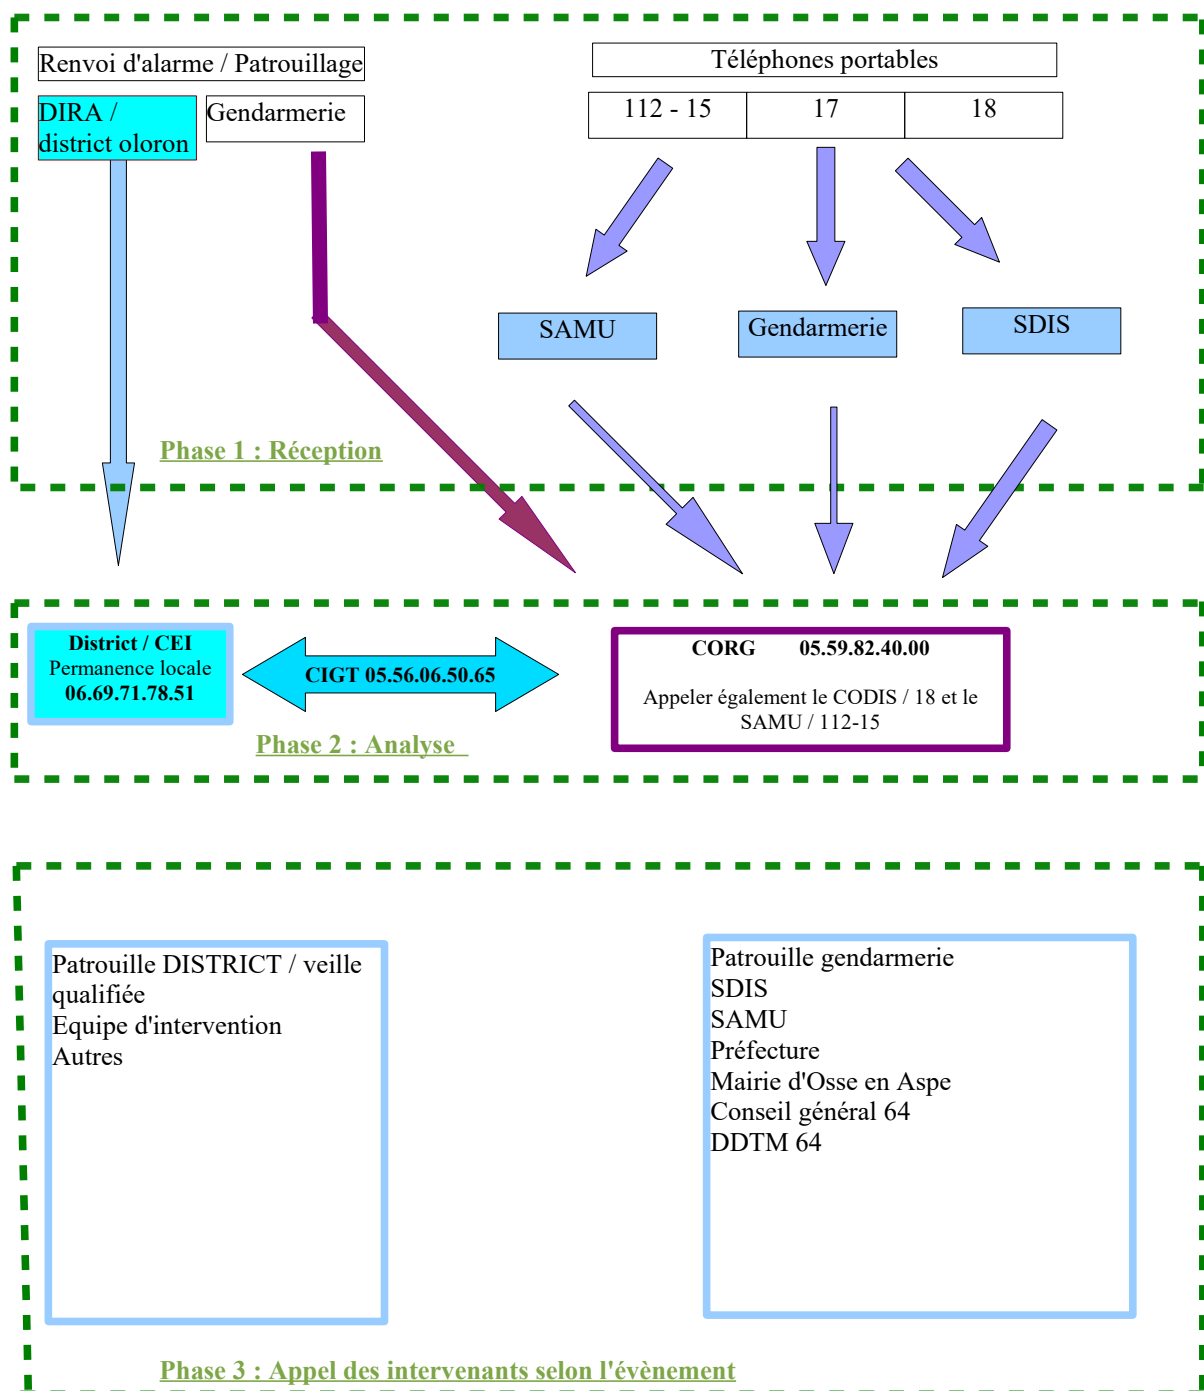 Renvoi d'alarme / Patrouillage
Téléphones portables
DIRA /
district oloron
Gendarmerie
112 - 15
17
18
SAMU
Gendarmerie
SDIS
Phase 1 : Réception
District / CEI
Permanence locale
06.69.71.78.51
CIGT 05.56.06.50.65
CORG 05.59.82.40.00
Appeler également le CODIS / 18 et le
SAMU / 112-15
Phase 2 : Analyse
Patrouille DISTRICT / veille
qualifiée
Equipe d'intervention
Autres
Patrouille gendarmerie
SDIS
SAMU
Préfecture
Mairie d'Osse en Aspe
Conseil général 64
DDTM 64
Phase 3 : Appel des intervenants selon l'évènement